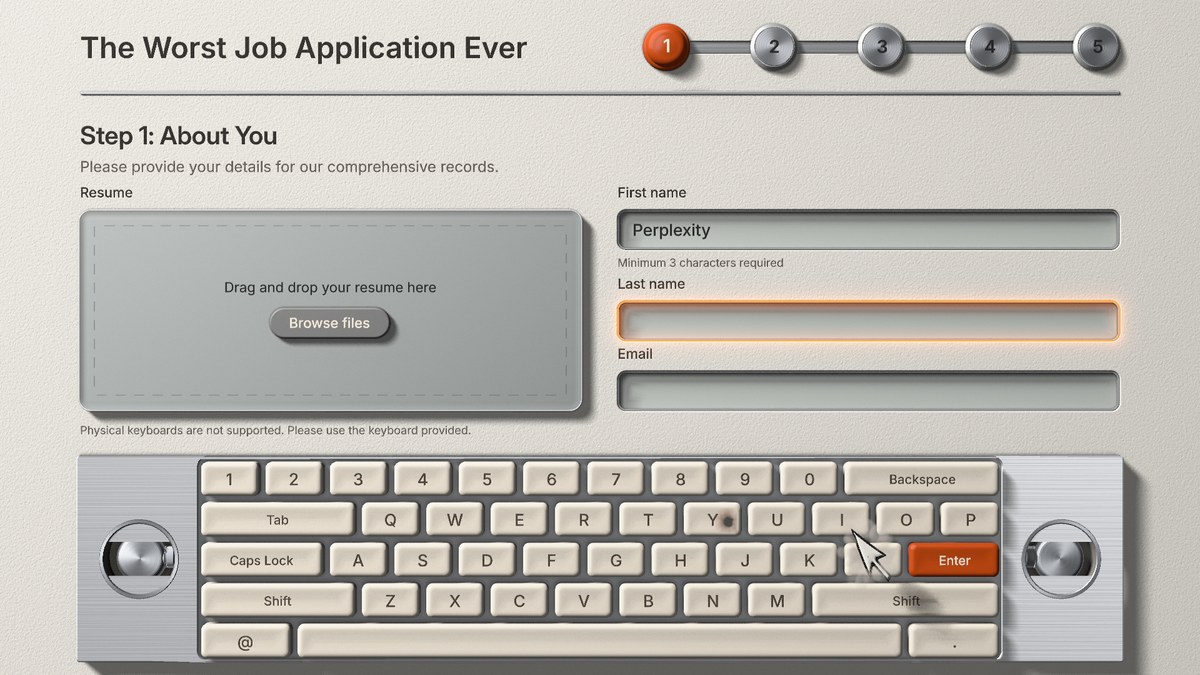 The Worst Job Application Ever
1 2 3 4 5
Step 1: About You
Please provide your details for our comprehensive records.
Resume
Drag and drop your resume here
Browse files
Physical keyboards are not supported. Please use the keyboard provided.
First name
Perplexity
Minimum 3 characters required
Last name
Email
1 2 3 4 5 6 7 8 9 0 Backspace
Tab Q W E R T Y U I O P
Caps Lock A S D F G H J K Enter
Shift Z X C V B N M Shift
@ .